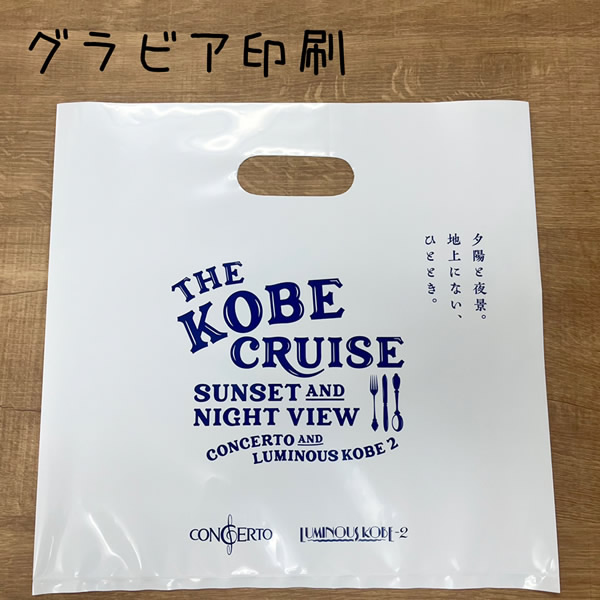 グラビア印刷
夕陽と夜景。
地上にない、
ひととき。
THE
KOBE
CRUISE
SUNSET AND
NIGHT VIEW
CONCERTO AND
LUMINOUS KOBE 2
CONCERTO
LUMINOUS KOBE-2